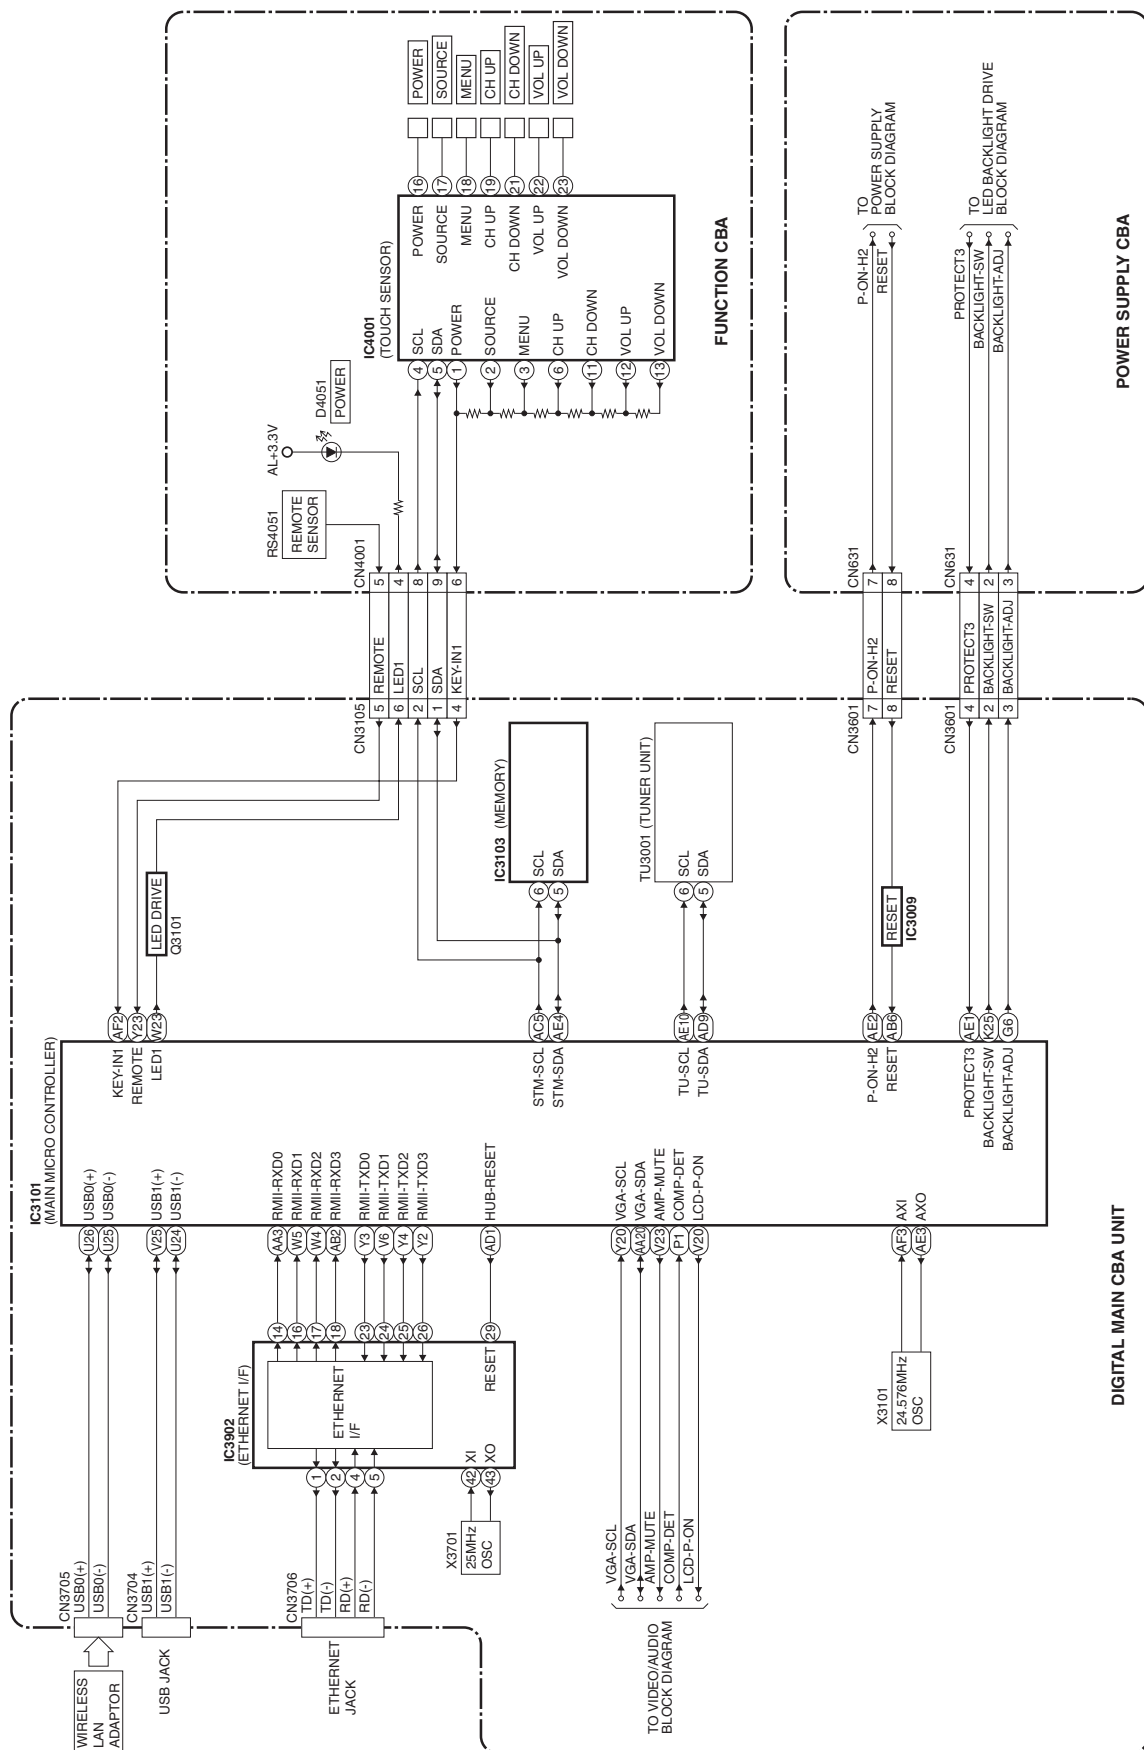 WIRELESS
LAN
ADAPTOR
USB JACK
ETHERNET
JACK
CN3705
USB0(+)
USB0(-)
CN3704
USB1(+)
USB1(-)
CN3706
TD(+)
TD(-)
RD(+)
RD(-)
1
2
4
5
IC3902
(ETHERNET I/F)
ETHERNET
I/F
14
16
17
18
23
24
25
26
RESET
29
XI
XO
42
43
X3701
25MHz
OSC
IC3101
(MAIN MICRO CONTROLLER)
U26
USB0(+)
U25
USB0(-)
V25
USB1(+)
U24
USB1(-)
AA3
RMII-RXD0
W5
RMII-RXD1
W4
RMII-RXD2
AB2
RMII-RXD3
Y3
RMII-TXD0
V6
RMII-TXD1
Y4
RMII-TXD2
Y2
RMII-TXD3
AD1
HUB-RESET
Y20
VGA-SCL
AA20
VGA-SDA
V23
AMP-MUTE
P1
COMP-DET
V20
LCD-P-ON
AF3
AXI
AE3
AXO
VGA-SCL
VGA-SDA
AMP-MUTE
COMP-DET
LCD-P-ON
TO VIDEO/AUDIO
BLOCK DIAGRAM
X3101
24.576MHz
OSC
KEY-IN1
AF2
REMOTE
Y23
LED1
W23
LED DRIVE
Q3101
STM-SCL
AC5
STM-SDA
AE4
TU-SCL
AE10
TU-SDA
AD9
P-ON-H2
AE2
RESET
AB6
PROTECT3
AE1
BACKLIGHT-SW
K25
BACKLIGHT-ADJ
G6
IC3103 (MEMORY)
6
SCL
5
SDA
TU3001 (TUNER UNIT)
6
SCL
5
SDA
RESET
IC3009
DIGITAL MAIN CBA UNIT
CN3105
CN4001
5
REMOTE
5
6
LED1
4
2
SCL
8
1
SDA
9
4
KEY-IN1
6
CN3601
CN631
7
P-ON-H2
7
8
RESET
8
CN3601
CN631
4
PROTECT3
4
2
BACKLIGHT-SW
2
3
BACKLIGHT-ADJ
3
RS4051
REMOTE
SENSOR
AL+3.3V
D4051
POWER
IC4001
(TOUCH SENSOR)
4
SCL
5
SDA
1
POWER
2
SOURCE
3
MENU
6
CH UP
11
CH DOWN
12
VOL UP
13
VOL DOWN
POWER
16
POWER
SOURCE
17
SOURCE
MENU
18
MENU
CH UP
19
CH UP
CH DOWN
21
CH DOWN
VOL UP
22
VOL UP
VOL DOWN
23
VOL DOWN
FUNCTION CBA
P-ON-H2
RESET
TO
POWER SUPPLY
BLOCK DIAGRAM
PROTECT3
BACKLIGHT-SW
BACKLIGHT-ADJ
TO
LED BACKLIGHT DRIVE
BLOCK DIAGRAM
POWER SUPPLY CBA